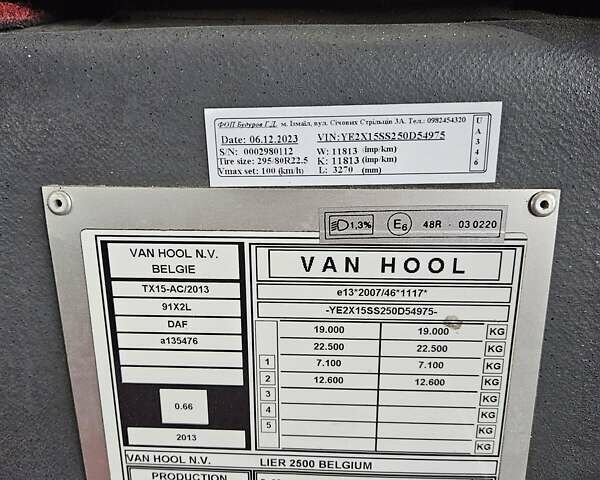 ФОП Будуров Г.Д. м. Ізмаїл, вул. Січових Стрільців 3А. Тел.: 0982454320
Date: 06.12.2023 VIN:YE2X15SS250D54975
S/N: 0002980112 W: 11813 (imp/km)
Tire size: 295/80R22.5 K: 11813 (imp/km)
Vmax set: 100 (km/h) L: 3270 (mm)
UA346
1,3% E6 48R - 03 0220
VAN HOOL N.V.
BELGIE
TX15-AC/2013
91X2L
DAF
a135476
0.66
2013
VAN HOOL
e13*2007/46*1117*
-YE2X15SS250D54975-
19.000 19.000 KG
22.500 22.500 KG
1 7.100 7.100 KG
2 12.600 12.600 KG
3 KG
4 KG
5 KG
KG
VAN HOOL N.V. LIER 2500 BELGIUM
PRODUCTION